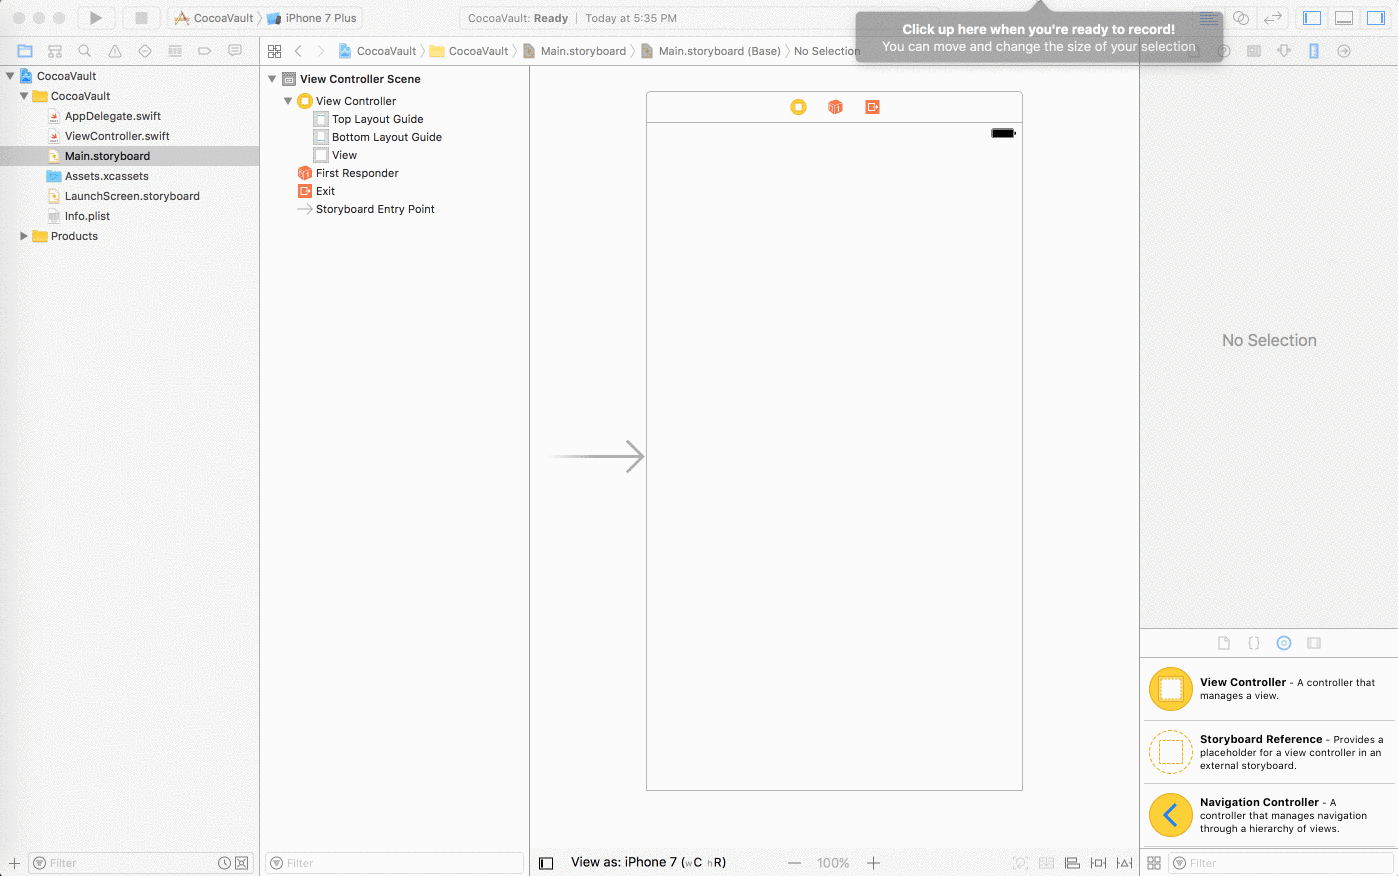 CocoaVault
iPhone 7 Plus
CocoaVault: Ready | Today at 5:35 PM
Click up here when you're ready to record!
You can move and change the size of your selection
CocoaVault
CocoaVault
Main.storyboard
Main.storyboard (Base)
No Selection
CocoaVault
CocoaVault
AppDelegate.swift
ViewController.swift
Main.storyboard
Assets.xcassets
LaunchScreen.storyboard
Info.plist
Products
View Controller Scene
View Controller
Top Layout Guide
Bottom Layout Guide
View
First Responder
Exit
Storyboard Entry Point
No Selection
View Controller - A controller that
manages a view.
Storyboard Reference - Provides a
placeholder for a view controller in an
external storyboard.
Navigation Controller - A
controller that manages navigation
through a hierarchy of views.
Filter
Filter
View as: iPhone 7 (wC hR)
100%
Filter